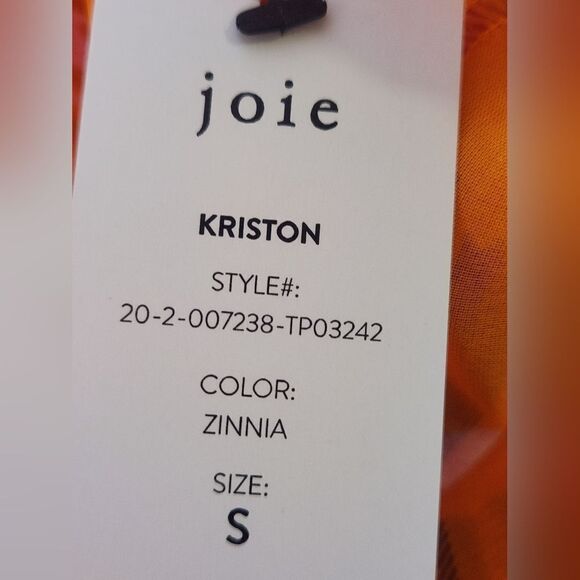 joie
KRISTON
STYLE#:
20-2-007238-TP03242
COLOR:
ZINNIA
SIZE:
S